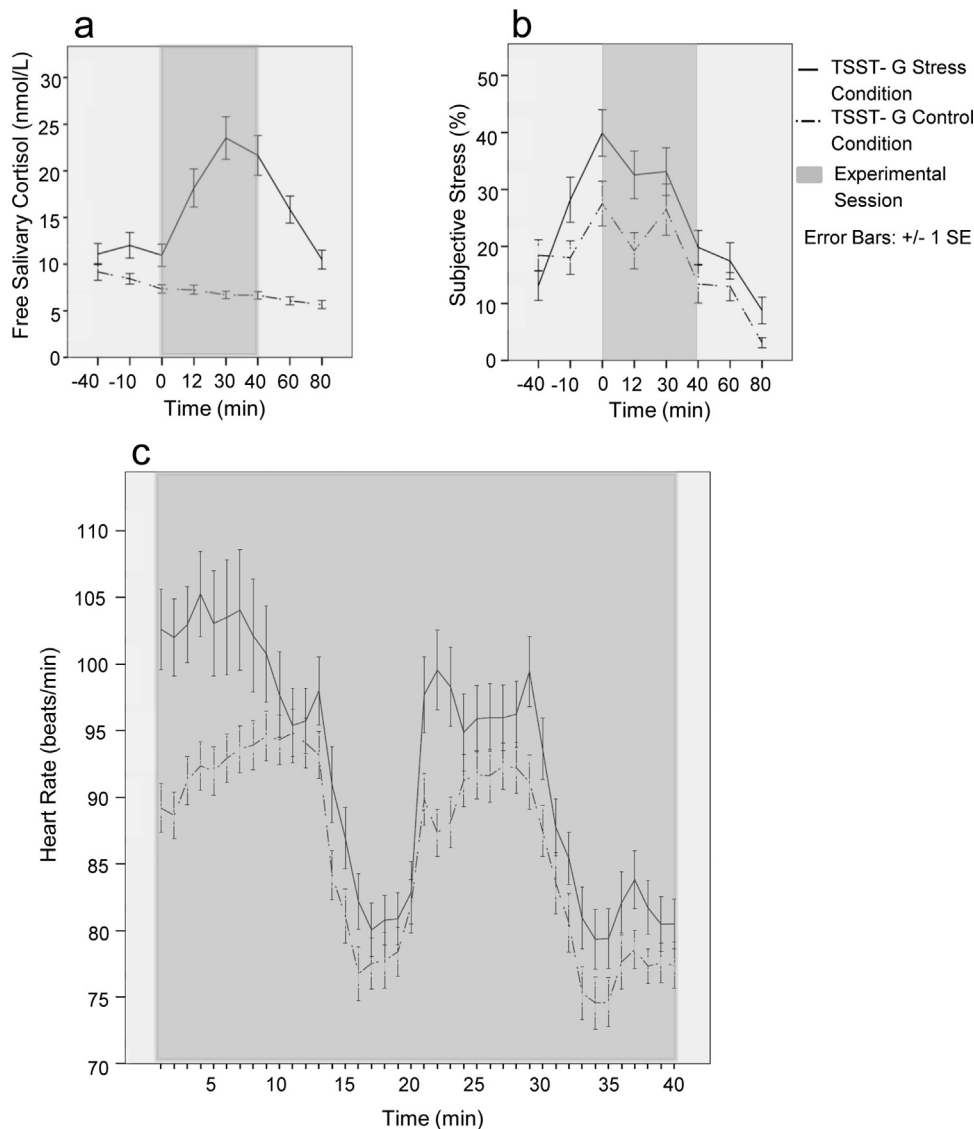 a
Free Salivary Cortisol (nmol/L)
30
25
20
15
10
5
0
-40 -10 0 12 30 40 60 80
Time (min)
b
Subjective Stress (%)
50
40
30
20
10
0
-40 -10 0 12 30 40 60 80
Time (min)
TSST- G Stress
Condition
TSST- G Control
Condition
Experimental
Session
Error Bars: +/- 1 SE
c
Heart Rate (beats/min)
110
105
100
95
90
85
80
75
70
5 10 15 20 25 30 35 40
Time (min)